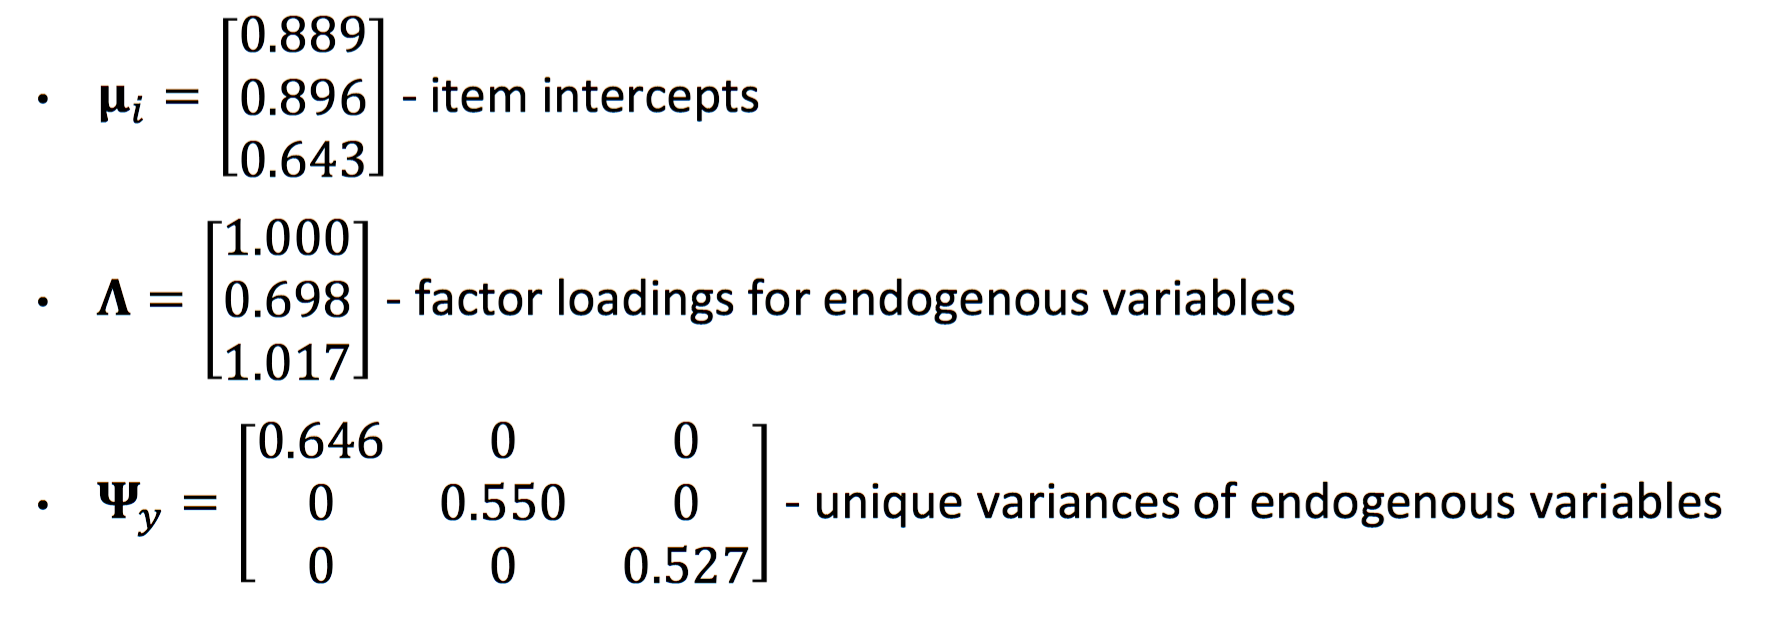 • μᵢ = [0.889 0.896 0.643] - item intercepts
• Λ = [1.000 0.698 1.017] - factor loadings for endogenous variables
• Ψ_y = [0.646 0 0
0 0.550 0
0 0 0.527] - unique variances of endogenous variables